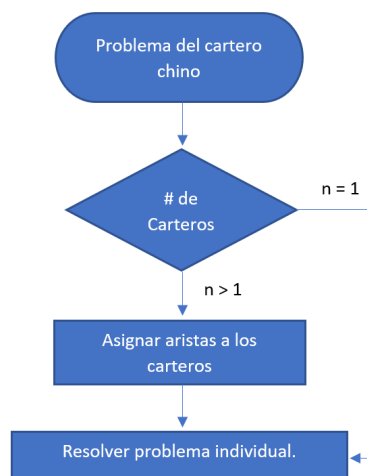 Problema del cartero
chino
# de
Carteros
n = 1
n > 1
Asignar aristas a los
carteros
Resolver problema individual.